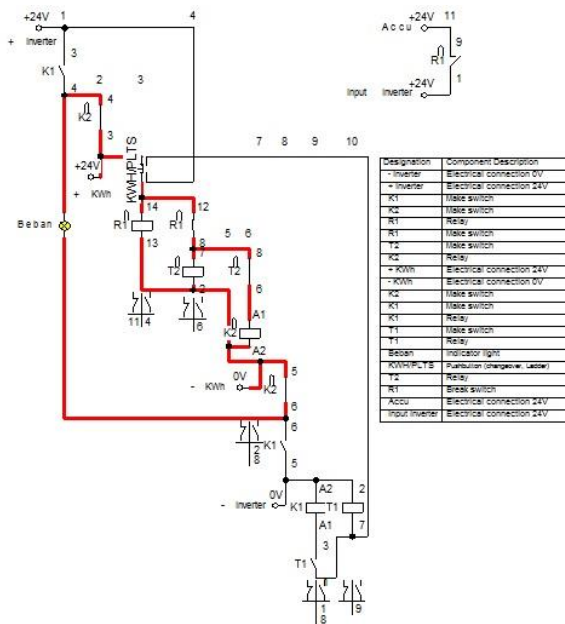 1
+24V
+ Inverter
4
3
K1
4
2
3
4
K2
3
+24V
+ KWh
KWH/PLTS
Beban
14
12
R1
R1
13
8
7
T2
2
5 6
8
T2
6
11 4
6
K2
A1
A2
0V
- KWh
K2
5
6
6
K1
5
2
8
7 8 9 10
0V
- Inverter
A2
K1
A1
T1
2
7
3
T1
1
8
9
+24V 11
Accu
9
R1
1
+24V
Input Inverter
Designation Component Description
- Inverter Electrical connection 0V
+ Inverter Electrical connection 24V
K1 Make switch
K2 Make switch
R1 Relay
R1 Make switch
T2 Make switch
K2 Relay
+ KWh Electrical connection 24V
- KWh Electrical connection 0V
K2 Make switch
K1 Make switch
K1 Relay
T1 Make switch
T1 Relay
Beban Indicator light
KWH/PLTS Pushbutton (changeover, Ladder)
T2 Relay
R1 Break switch
Accu Electrical connection 24V
Input Inverter Electrical connection 24V